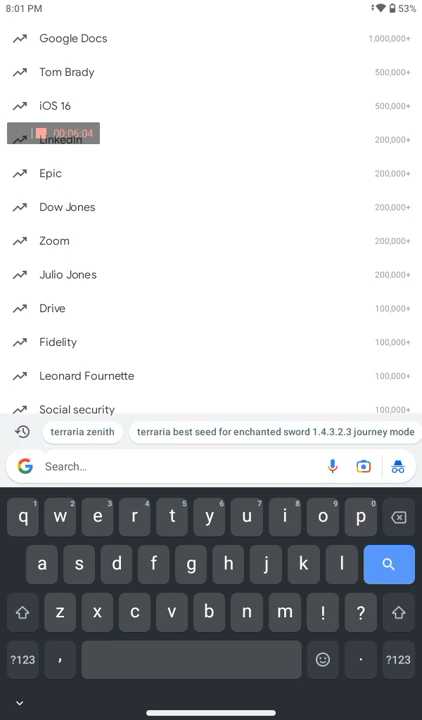 8:01 PM 53%
Google Docs 1,000,000+
Tom Brady 500,000+
iOS 16 500,000+
00:06:04
LinkedIn 200,000+
Epic 200,000+
Dow Jones 200,000+
Zoom 200,000+
Julio Jones 200,000+
Drive 100,000+
Fidelity 100,000+
Leonard Fournette 100,000+
Social security 100,000+
terraria zenith terraria best seed for enchanted sword 1.4.3.2.3 journey mode
G Search...
1 2 3 4 5 6 7 8 9 0
q w e r t y u i o p
a s d f g h j k l
z x c v b n m ! ?
?123 , . ?123